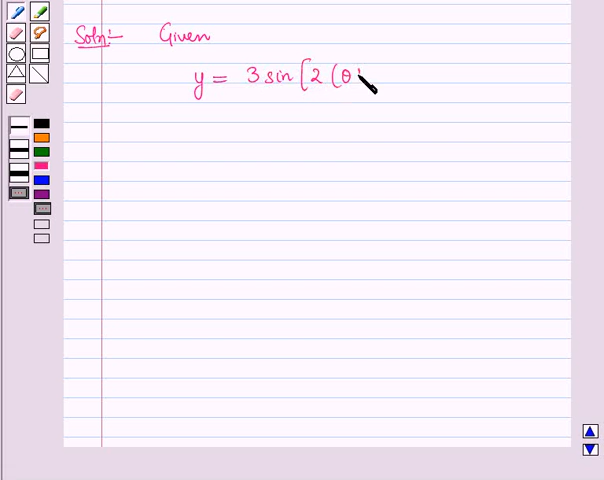 Soln:- Given
y = 3 sin [2 (θ